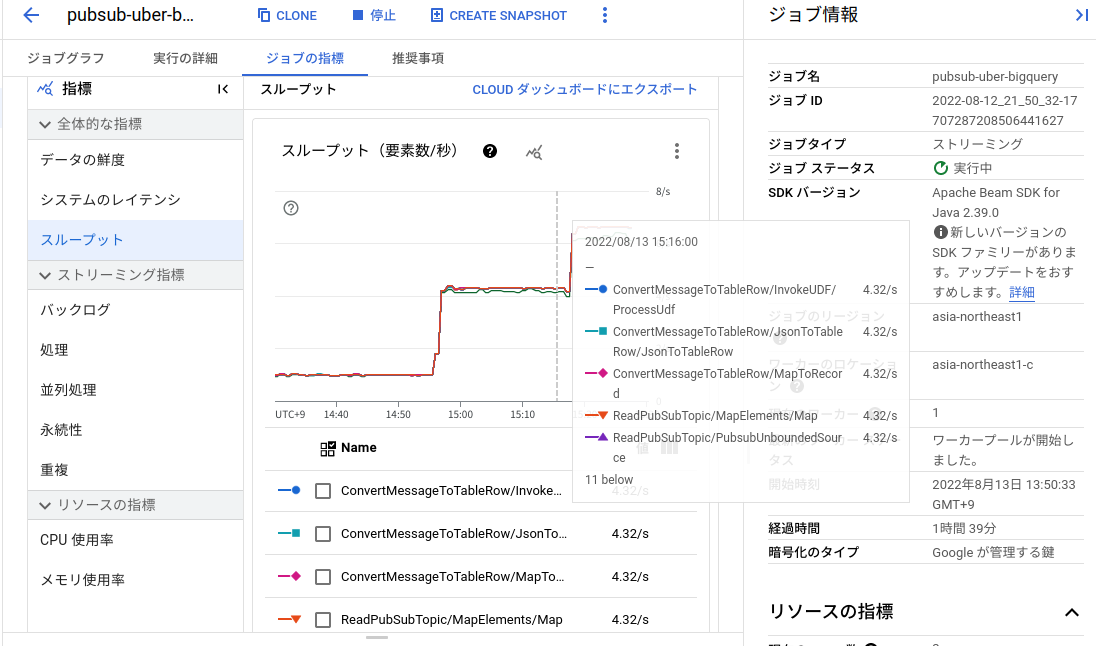 pubsub-uber-b...
CLONE
停止
CREATE SNAPSHOT
ジョブグラフ
実行の詳細
ジョブの指標
推奨事項
指標
全体的な指標
データの鮮度
システムのレイテンシ
スループット
ストリーミング指標
バックログ
処理
並列処理
永続性
重複
リソースの指標
CPU 使用率
メモリ使用率
スループット
CLOUD ダッシュボードにエクスポート
スループット（要素数/秒）
8/s
UTC+9
14:40
14:50
15:00
15:10
0
2022/08/13 15:16:00
–
ConvertMessageToTableRow/InvokeUDF/
ProcessUdf
4.32/s
ConvertMessageToTableRow/JsonToTable
Row/JsonToTableRow
4.32/s
ConvertMessageToTableRow/MapToRecor
d
4.32/s
ReadPubSubTopic/MapElements/Map
4.32/s
ReadPubSubTopic/PubsubUnboundedSour
ce
4.32/s
11 below
Name
ConvertMessageToTableRow/Invoke...
4.32/s
ConvertMessageToTableRow/JsonTo...
4.32/s
ConvertMessageToTableRow/MapTo...
4.32/s
ReadPubSubTopic/MapElements/Map
4.32/s
ジョブ情報
ジョブ名
pubsub-uber-bigquery
ジョブ ID
2022-08-12_21_50_32-17
707287208506441627
ジョブタイプ
ストリーミング
ジョブ ステータス
実行中
SDK バージョン
Apache Beam SDK for
Java 2.39.0
新しいバージョンの
SDK ファミリーがありま
す。アップデートをおす
すめします。詳細
ジョブのリージョン
asia-northeast1
ワーカーのロケーショ
ン
asia-northeast1-c
1
ワーカープールが開始し
ました。
タス
開始時刻
2022年8月13日 13:50:33
GMT+9
経過時間
1時間 39分
暗号化のタイプ
Google が管理する鍵
リソースの指標